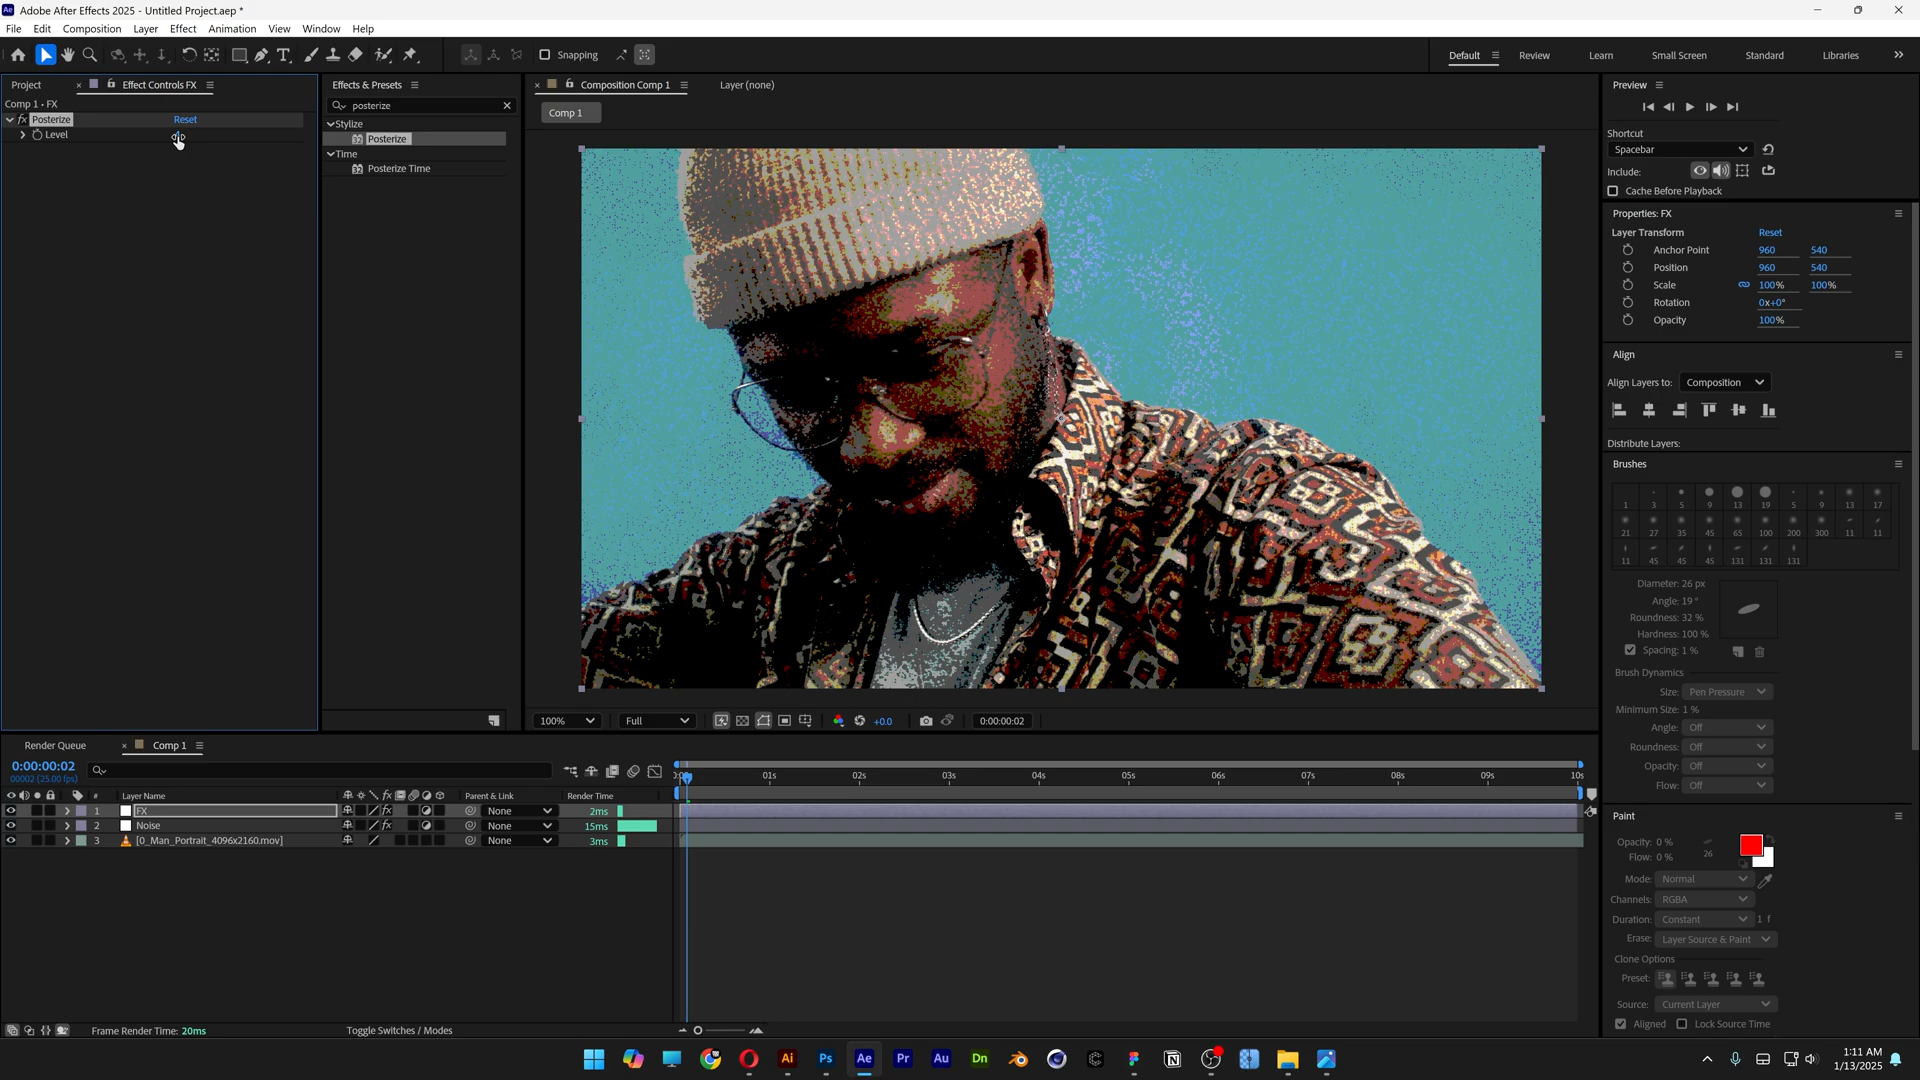 Adobe After Effects 2025 - Untitled Project.aep *
File Edit Composition Layer Effect Animation View Window Help
Snapping
Default Review Learn Small Screen Standard Libraries
Project
Effect Controls FX
Comp 1 • FX
Posterize Reset
Level
Effects & Presets
posterize
Stylize
Posterize
Time
Posterize Time
Composition Comp 1
Layer (none)
Comp 1
100% Full +0.0 0:00:00:02
Preview
Shortcut
Spacebar
Include:
Cache Before Playback
Properties: FX
Layer Transform Reset
Anchor Point 960 540
Position 960 540
Scale 100% 100%
Rotation 0x+0°
Opacity 100%
Align
Align Layers to: Composition
Distribute Layers:
Brushes
1 3 5 9 13 19 5 9 13 17
21 27 35 45 65 100 200 300 11 11
11 45 45 45 131 131 131
Diameter: 26 px
Angle: 19 °
Roundness: 32 %
Hardness: 100 %
Spacing: 1 %
Brush Dynamics
Size: Pen Pressure
Minimum Size: 1 %
Angle: Off
Roundness: Off
Opacity: Off
Flow: Off
Paint
Opacity: 0 %
Flow: 0 %
26
Mode: Normal
Channels: RGBA
Duration: Constant 1 f
Erase: Layer Source & Paint
Clone Options
Preset:
Source: Current Layer
Aligned Lock Source Time
Render Queue
Comp 1
0:00:00:02
00002 (25.00 fps)
# Layer Name Parent & Link Render Time
1 FX None 2ms
2 Noise None 15ms
3 [0_Man_Portrait_4096x2160.mov] None 3ms
01s 02s 03s 04s 05s 06s 07s 08s 09s 10s
Frame Render Time: 20ms
Toggle Switches / Modes
Ai Ps Ae Pr Au Dn
1:11 AM
1/13/2025